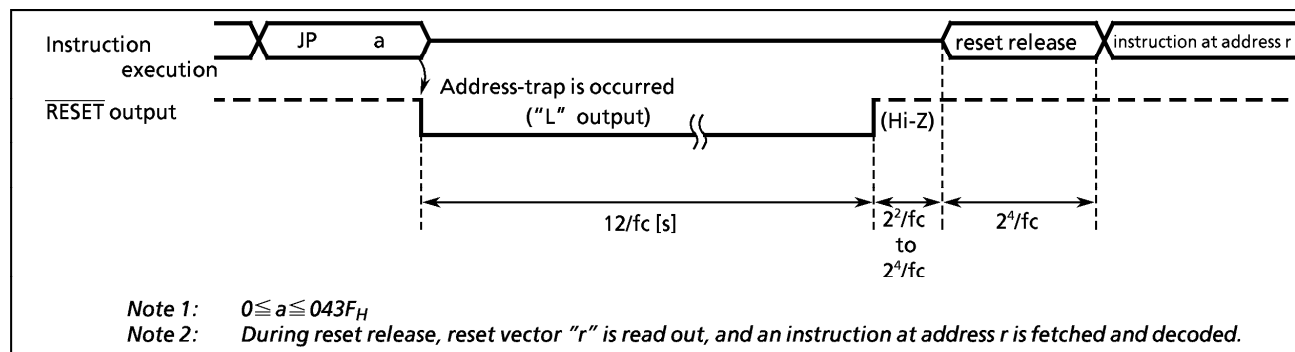 Instruction
execution
JP a
reset release
instruction at address r
Address-trap is occurred
("L" output)
R̅E̅S̅E̅T̅ output
(Hi-Z)
12/fc [s]
2²/fc
to
2⁴/fc
2⁴/fc
Note 1: 0≦a≦043F_H
Note 2: During reset release, reset vector "r" is read out, and an instruction at address r is fetched and decoded.